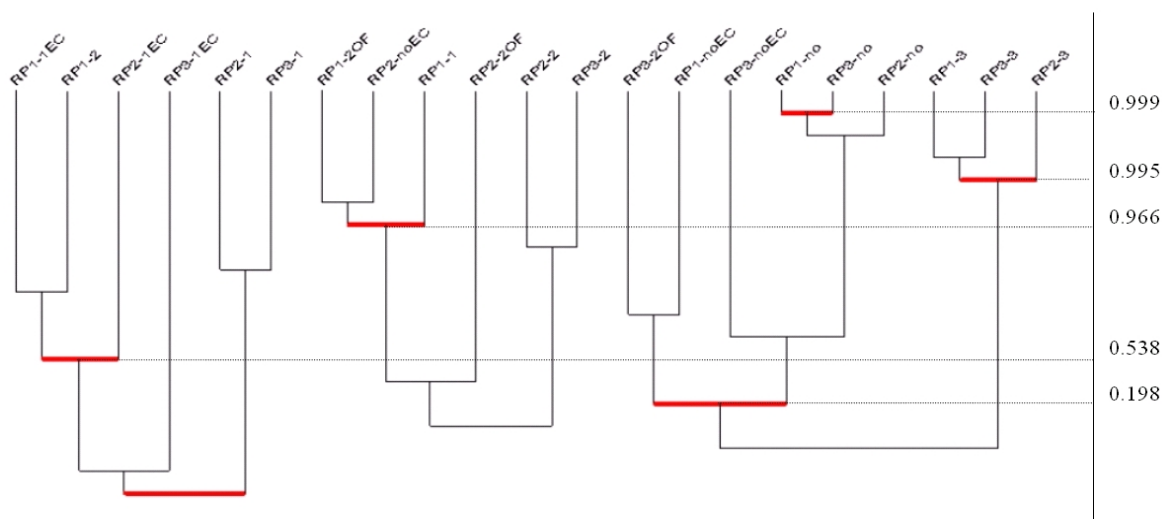 RP1-1EC
RP1-2
RP2-1EC
RP3-1EC
RP2-1
RP3-1
RP1-2OF
RP2-noEC
RP1-1
RP2-2OF
RP2-2
RP3-2
RP3-2OF
RP1-noEC
RP3-noEC
RP1-no
RP3-no
RP2-no
RP1-3
RP3-3
RP2-3
0.999
0.995
0.966
0.538
0.198